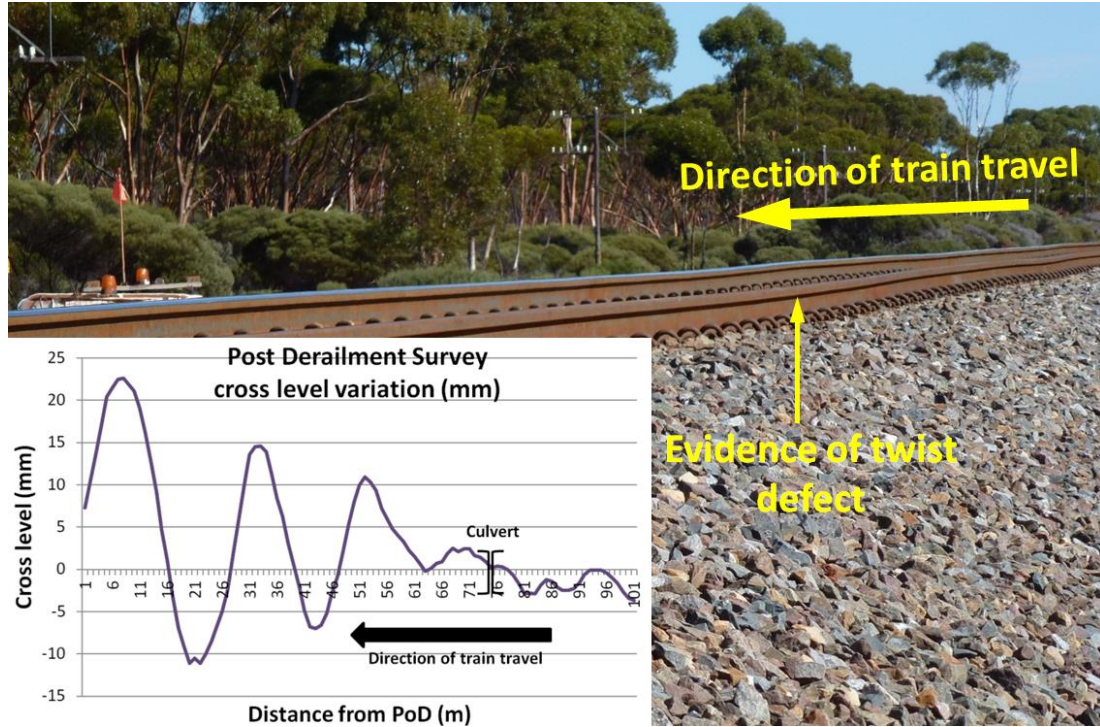 Direction of train travel
Evidence of twist
defect
Post Derailment Survey
cross level variation (mm)
Cross level (mm)
25
20
15
10
5
0
-5
-10
-15
1 6 11 16 21 26 31 36 41 46 51 56 61 66 71 76 81 86 91 96 101
Culvert
Direction of train travel
Distance from PoD (m)